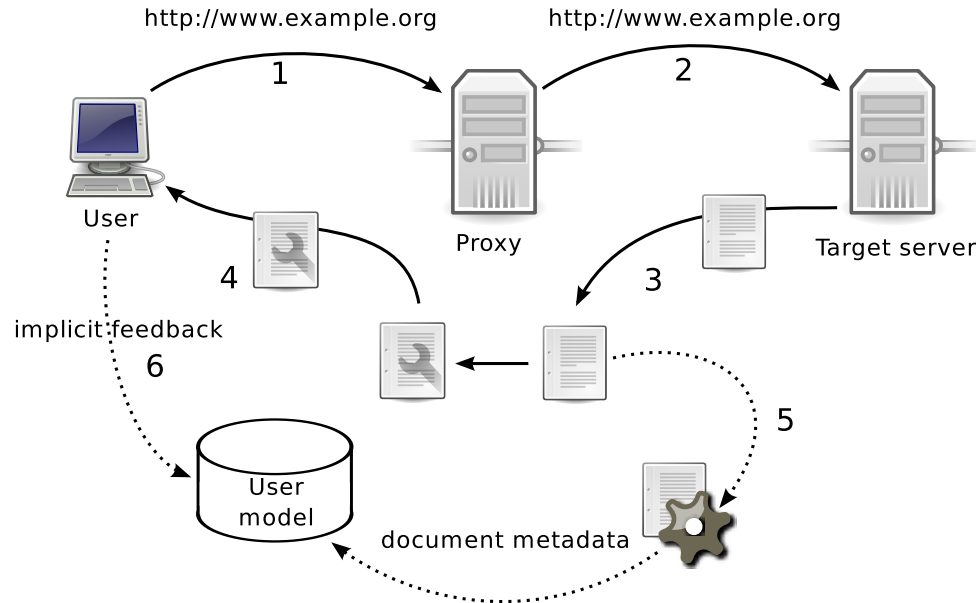 http://www.example.org
http://www.example.org
1
2
User
Proxy
Target server
4
3
implicit feedback
6
5
User
model
document metadata